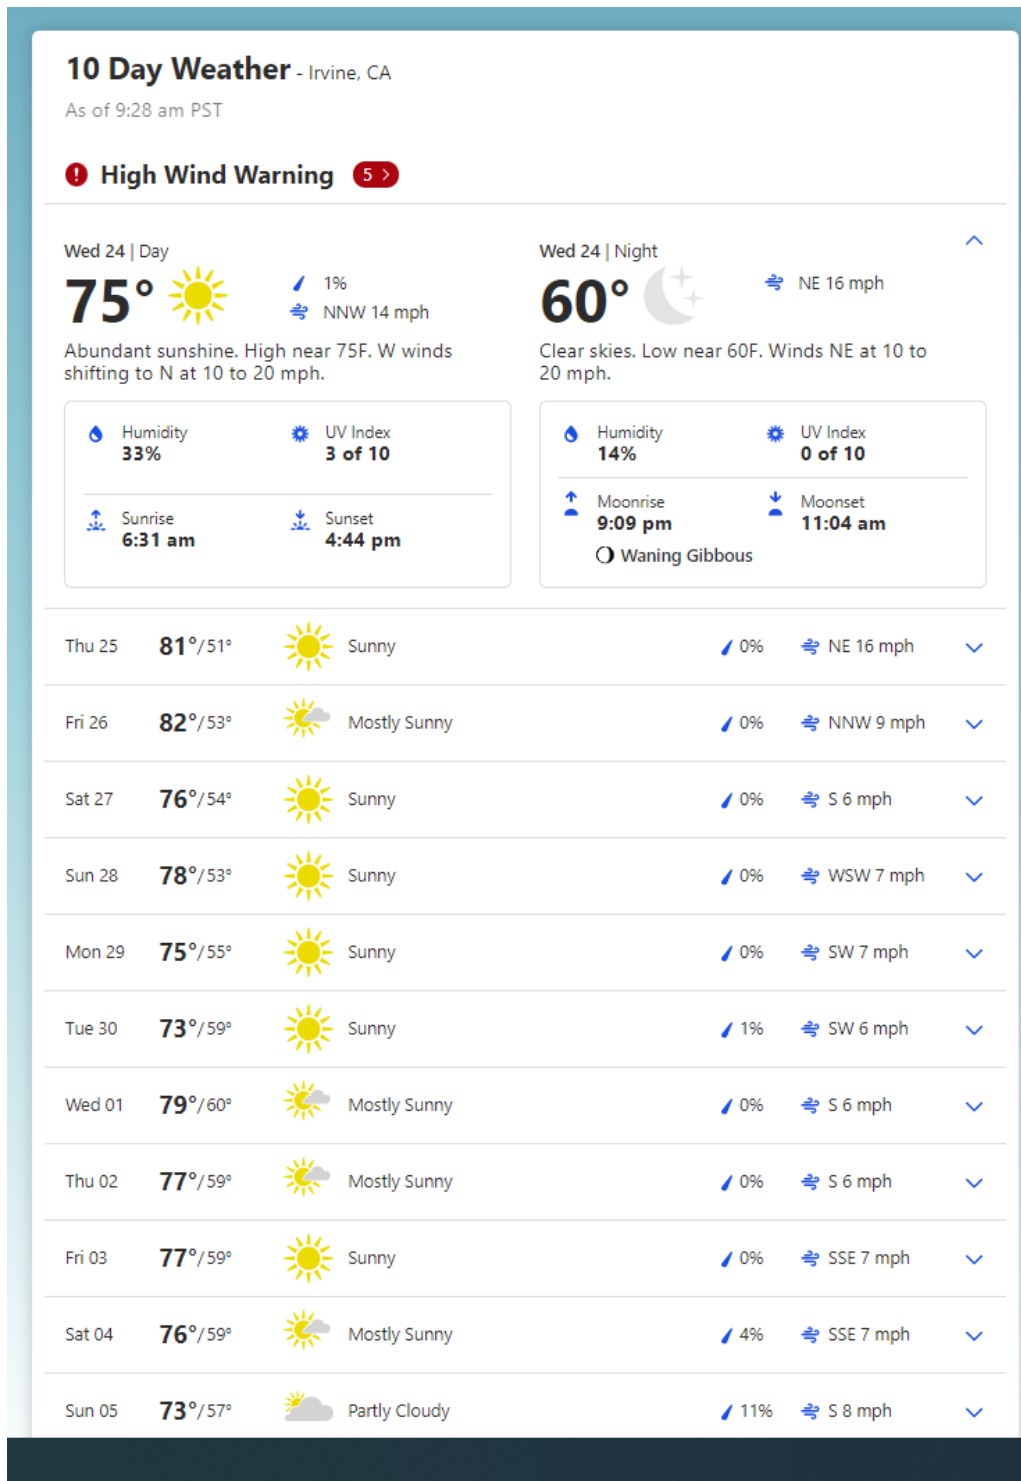 10 Day Weather - Irvine, CA
As of 9:28 am PST
High Wind Warning 5 >
Wed 24 | Day
75°
1%
NNW 14 mph
Abundant sunshine. High near 75F. W winds
shifting to N at 10 to 20 mph.
Humidity
33%
UV Index
3 of 10
Sunrise
6:31 am
Sunset
4:44 pm
Wed 24 | Night
60°
NE 16 mph
Clear skies. Low near 60F. Winds NE at 10 to
20 mph.
Humidity
14%
UV Index
0 of 10
Moonrise
9:09 pm
Waning Gibbous
Moonset
11:04 am
Thu 25 81°/51° Sunny 0% NE 16 mph
Fri 26 82°/53° Mostly Sunny 0% NNW 9 mph
Sat 27 76°/54° Sunny 0% S 6 mph
Sun 28 78°/53° Sunny 0% WSW 7 mph
Mon 29 75°/55° Sunny 0% SW 7 mph
Tue 30 73°/59° Sunny 1% SW 6 mph
Wed 01 79°/60° Mostly Sunny 0% S 6 mph
Thu 02 77°/59° Mostly Sunny 0% S 6 mph
Fri 03 77°/59° Sunny 0% SSE 7 mph
Sat 04 76°/59° Mostly Sunny 4% SSE 7 mph
Sun 05 73°/57° Partly Cloudy 11% S 8 mph